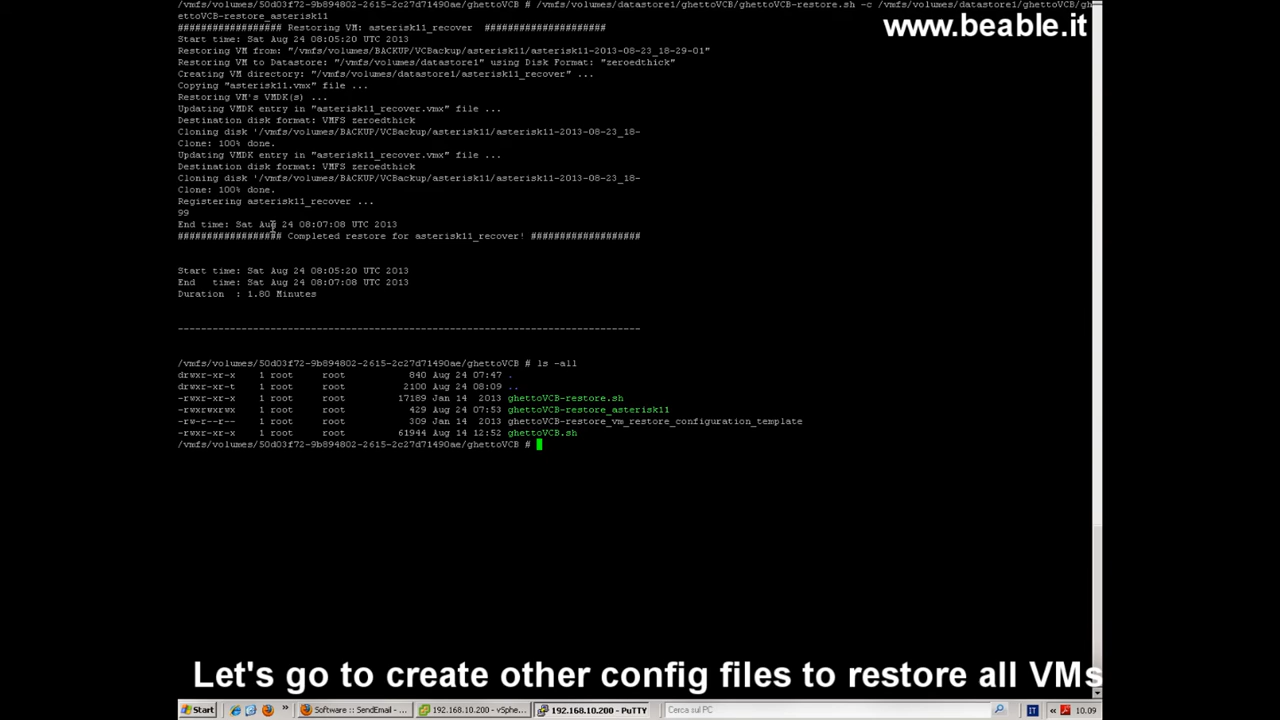 /vmfs/volumes/50d03f72-9b894802-2615-2c27d71490ae/ghettoVCB # /vmfs/volumes/datastore1/ghettoVCB/ghettoVCB-restore.sh -c /vmfs/volumes/datastore1/ghettoVCB/gh
ettoVCB-restore_asterisk11
www.beable.it
################## Restoring VM: asterisk11_recover  #####################
Start time: Sat Aug 24 08:05:20 UTC 2013
Restoring VM from: "/vmfs/volumes/BACKUP/VCBackup/asterisk11/asterisk11-2013-08-23_18-29-01"
Restoring VM to Datastore: "/vmfs/volumes/datastore1" using Disk Format: "zeroedthick"
Creating VM directory: "/vmfs/volumes/datastore1/asterisk11_recover" ...
Copying "asterisk11.vmx" file ...
Restoring VM's VMDK(s) ...
Updating VMDK entry in "asterisk11_recover.vmx" file ...
Destination disk format: VMFS zeroedthick
Cloning disk '/vmfs/volumes/BACKUP/VCBackup/asterisk11/asterisk11-2013-08-23_18-
Clone: 100% done.
Updating VMDK entry in "asterisk11_recover.vmx" file ...
Destination disk format: VMFS zeroedthick
Cloning disk '/vmfs/volumes/BACKUP/VCBackup/asterisk11/asterisk11-2013-08-23_18-
Clone: 100% done.
Registering asterisk11_recover ...
99
End time: Sat Aug 24 08:07:08 UTC 2013
################## Completed restore for asterisk11_recover! ###################
Start time: Sat Aug 24 08:05:20 UTC 2013
End   time: Sat Aug 24 08:07:08 UTC 2013
Duration  : 1.80 Minutes
--------------------------------------------------------------------------------
/vmfs/volumes/50d03f72-9b894802-2615-2c27d71490ae/ghettoVCB # ls -all
drwxr-xr-x    1 root     root           840 Aug 24 07:47 .
drwxr-xr-t    1 root     root          2100 Aug 24 08:09 ..
-rwxr-xr-x    1 root     root         17189 Jan 14  2013 ghettoVCB-restore.sh
-rwxrwxrwx    1 root     root           429 Aug 24 07:53 ghettoVCB-restore_asterisk11
-rw-r--r--    1 root     root           309 Jan 14  2013 ghettoVCB-restore_vm_restore_configuration_template
-rwxr-xr-x    1 root     root         61944 Aug 14 12:52 ghettoVCB.sh
/vmfs/volumes/50d03f72-9b894802-2615-2c27d71490ae/ghettoVCB #
Let's go to create other config files to restore all VMs
Start » Software :: SendEmail - ... 192.168.10.200 - vSphe... 192.168.10.200 - PuTTY Cerca sul PC IT « 10.09